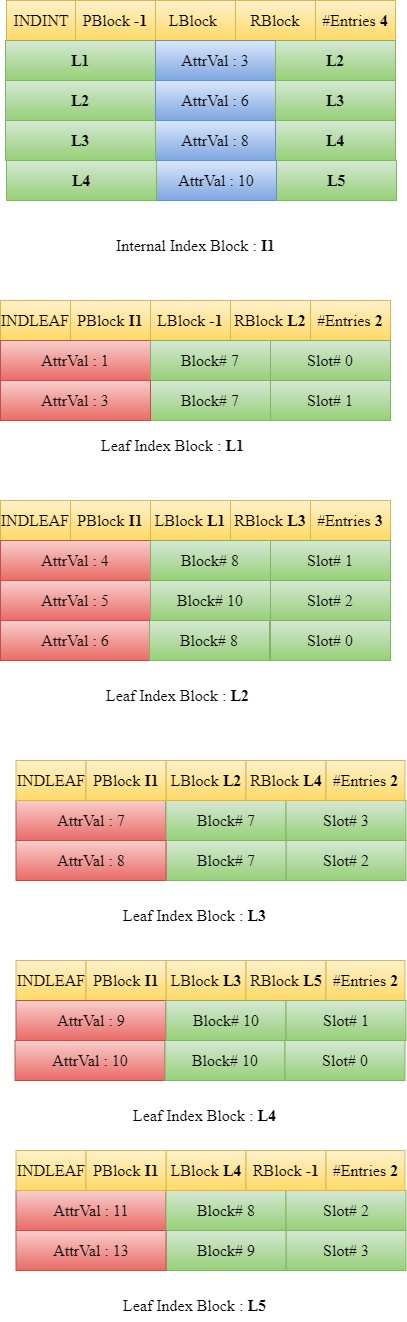 INDINT PBlock -1 LBlock RBlock #Entries 4
L1 AttrVal : 3 L2
L2 AttrVal : 6 L3
L3 AttrVal : 8 L4
L4 AttrVal : 10 L5
Internal Index Block : I1
INDLEAF PBlock I1 LBlock -1 RBlock L2 #Entries 2
AttrVal : 1 Block# 7 Slot# 0
AttrVal : 3 Block# 7 Slot# 1
Leaf Index Block : L1
INDLEAF PBlock I1 LBlock L1 RBlock L3 #Entries 3
AttrVal : 4 Block# 8 Slot# 1
AttrVal : 5 Block# 10 Slot# 2
AttrVal : 6 Block# 8 Slot# 0
Leaf Index Block : L2
INDLEAF PBlock I1 LBlock L2 RBlock L4 #Entries 2
AttrVal : 7 Block# 7 Slot# 3
AttrVal : 8 Block# 7 Slot# 2
Leaf Index Block : L3
INDLEAF PBlock I1 LBlock L3 RBlock L5 #Entries 2
AttrVal : 9 Block# 10 Slot# 1
AttrVal : 10 Block# 10 Slot# 0
Leaf Index Block : L4
INDLEAF PBlock I1 LBlock L4 RBlock -1 #Entries 2
AttrVal : 11 Block# 8 Slot# 2
AttrVal : 13 Block# 9 Slot# 3
Leaf Index Block : L5